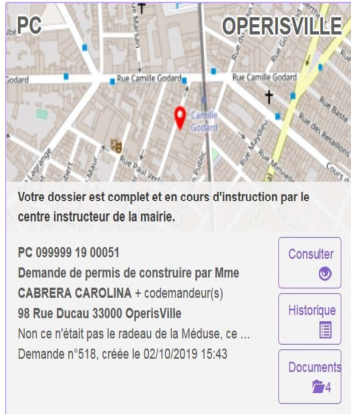 PC OPERISVILLE
Rue Camille Godard Rue Camille Godard
Godard
Camille
Godard
Votre dossier est complet et en cours d'instruction par le
centre instructeur de la mairie.
PC 099999 19 00051
Demande de permis de construire par Mme
CABRERA CAROLINA + codemandeur(s)
98 Rue Ducau 33000 OperisVille
Non ce n'était pas le radeau de la Méduse, ce ...
Demande n°518, créée le 02/10/2019 15:43
Consulter
Historique
Documents
4